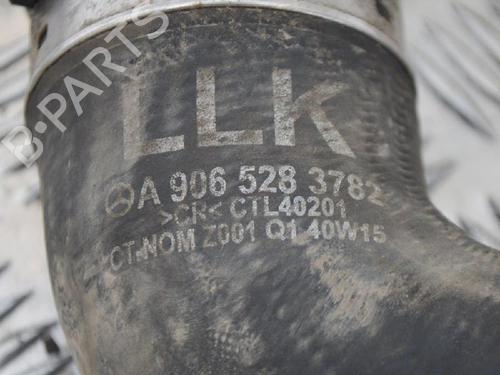 B-PARTS
LLK
A 906 528 3782
>CR< CTL40201
CT-NOM Z001 Q1 40W15